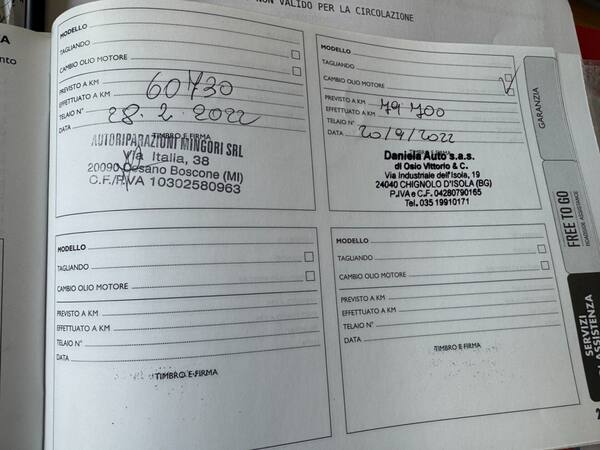 NON VALIDO PER LA CIRCOLAZIONE
MODELLO
TAGLIANDO
CAMBIO OLIO MOTORE
PREVISTO A KM
EFFETTUATO A KM 60730
TELAIO N°
DATA 28.2.2022
TIMBRO E FIRMA
AUTORIPARAZIONI MINGORI SRL
Via Italia, 38
20090 Cesano Boscone (MI)
C.F./P.IVA 10302580963
MODELLO
TAGLIANDO
CAMBIO OLIO MOTORE
PREVISTO A KM
EFFETTUATO A KM 79700
TELAIO N°
DATA 20/9/2022
TIMBRO E FIRMA
Daniela Auto s.a.s.
di Osio Vittorio & C.
Via Industriale dell'Isola, 19
24040 CHIGNOLO D'ISOLA (BG)
P.IVA e C.F. 04280790165
Tel. 035 19910171
MODELLO
TAGLIANDO
CAMBIO OLIO MOTORE
PREVISTO A KM
EFFETTUATO A KM
TELAIO N°
DATA
TIMBRO E FIRMA
MODELLO
TAGLIANDO
CAMBIO OLIO MOTORE
PREVISTO A KM
EFFETTUATO A KM
TELAIO N°
DATA
TIMBRO E FIRMA
GARANZIA
FREE TO GO
ROADSIDE ASSISTANCE
SERVIZI
DI ASSISTENZA